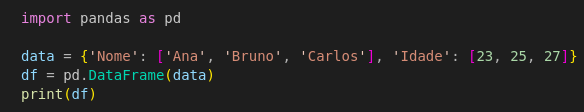 import pandas as pd
data = {'Nome': ['Ana', 'Bruno', 'Carlos'], 'Idade': [23, 25, 27]}
df = pd.DataFrame(data)
print(df)